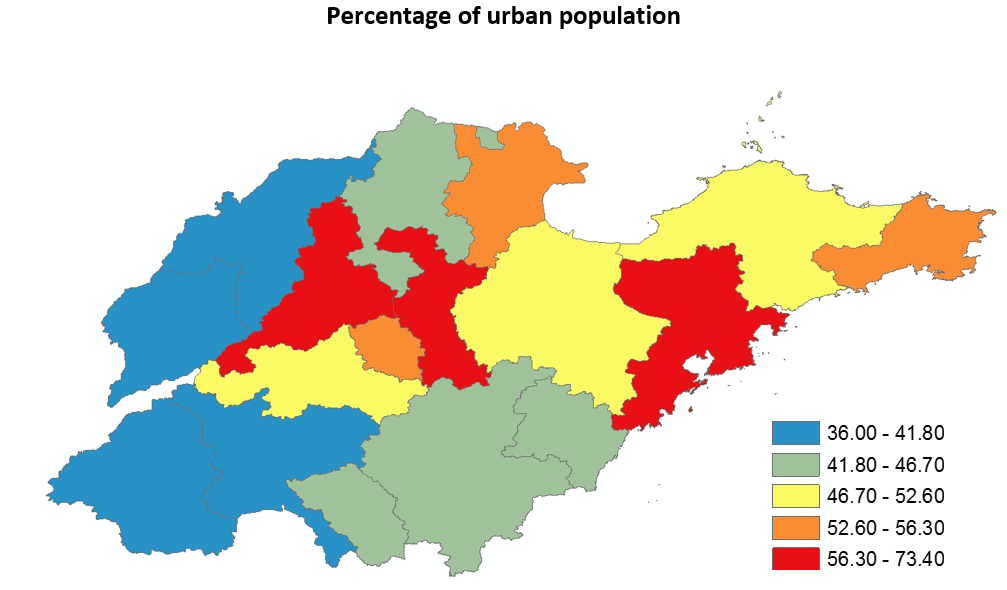 Percentage of urban population
36.00 - 41.80
41.80 - 46.70
46.70 - 52.60
52.60 - 56.30
56.30 - 73.40